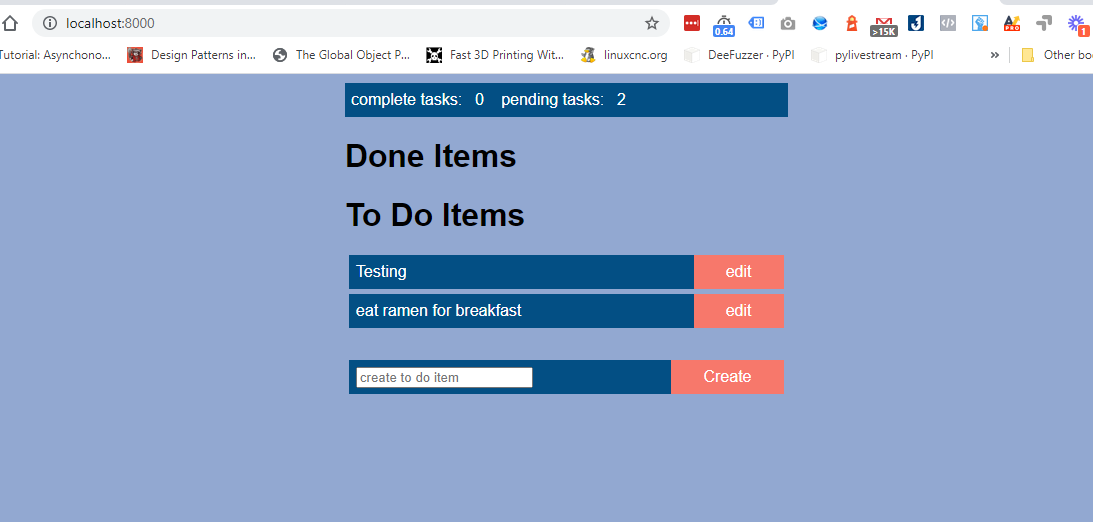 localhost:8000
0.64
>15K
PRO
1
Tutorial: Asynchono...
Design Patterns in...
The Global Object P...
Fast 3D Printing Wit...
linuxcnc.org
DeeFuzzer · PyPI
pylivestream · PyPI
»
Other boo
complete tasks: 0 pending tasks: 2
Done Items
To Do Items
Testing edit
eat ramen for breakfast edit
create to do item Create